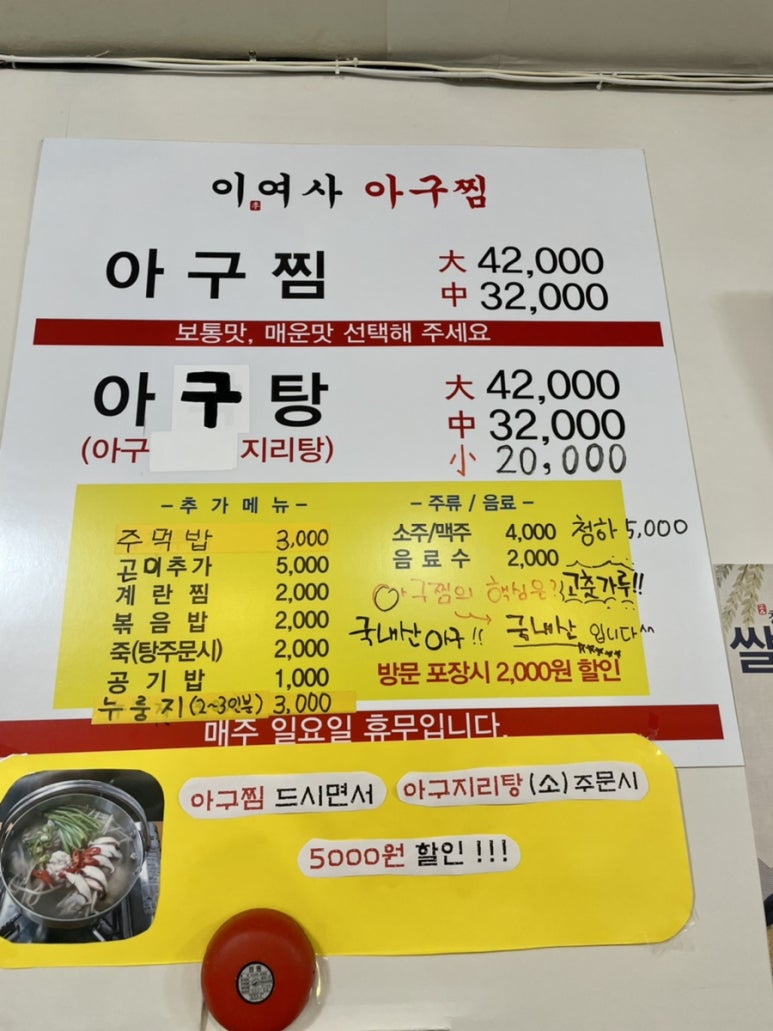 이여사 아구찜
아구찜 大 42,000
中 32,000
보통맛, 매운맛 선택해 주세요
아구탕 大 42,000
(아구 지리탕) 中 32,000
小 20,000
-추가메뉴-
주먹밥 3,000
곤이추가 5,000
계란찜 2,000
볶음밥 2,000
죽(탕주문시) 2,000
공기밥 1,000
누룽지(2~3인분) 3,000
-주류/음료-
소주/맥주 4,000 청하 5,000
음료수 2,000
아구찜의 핵심은? 고춘가루!!
국내산 아구!! 국내산 입니다^^
방문 포장시 2,000원 할인
매주 일요일 휴무입니다.
아구찜 드시면서 아구지리탕(소)주문시
5000원 할인!!!
쌀